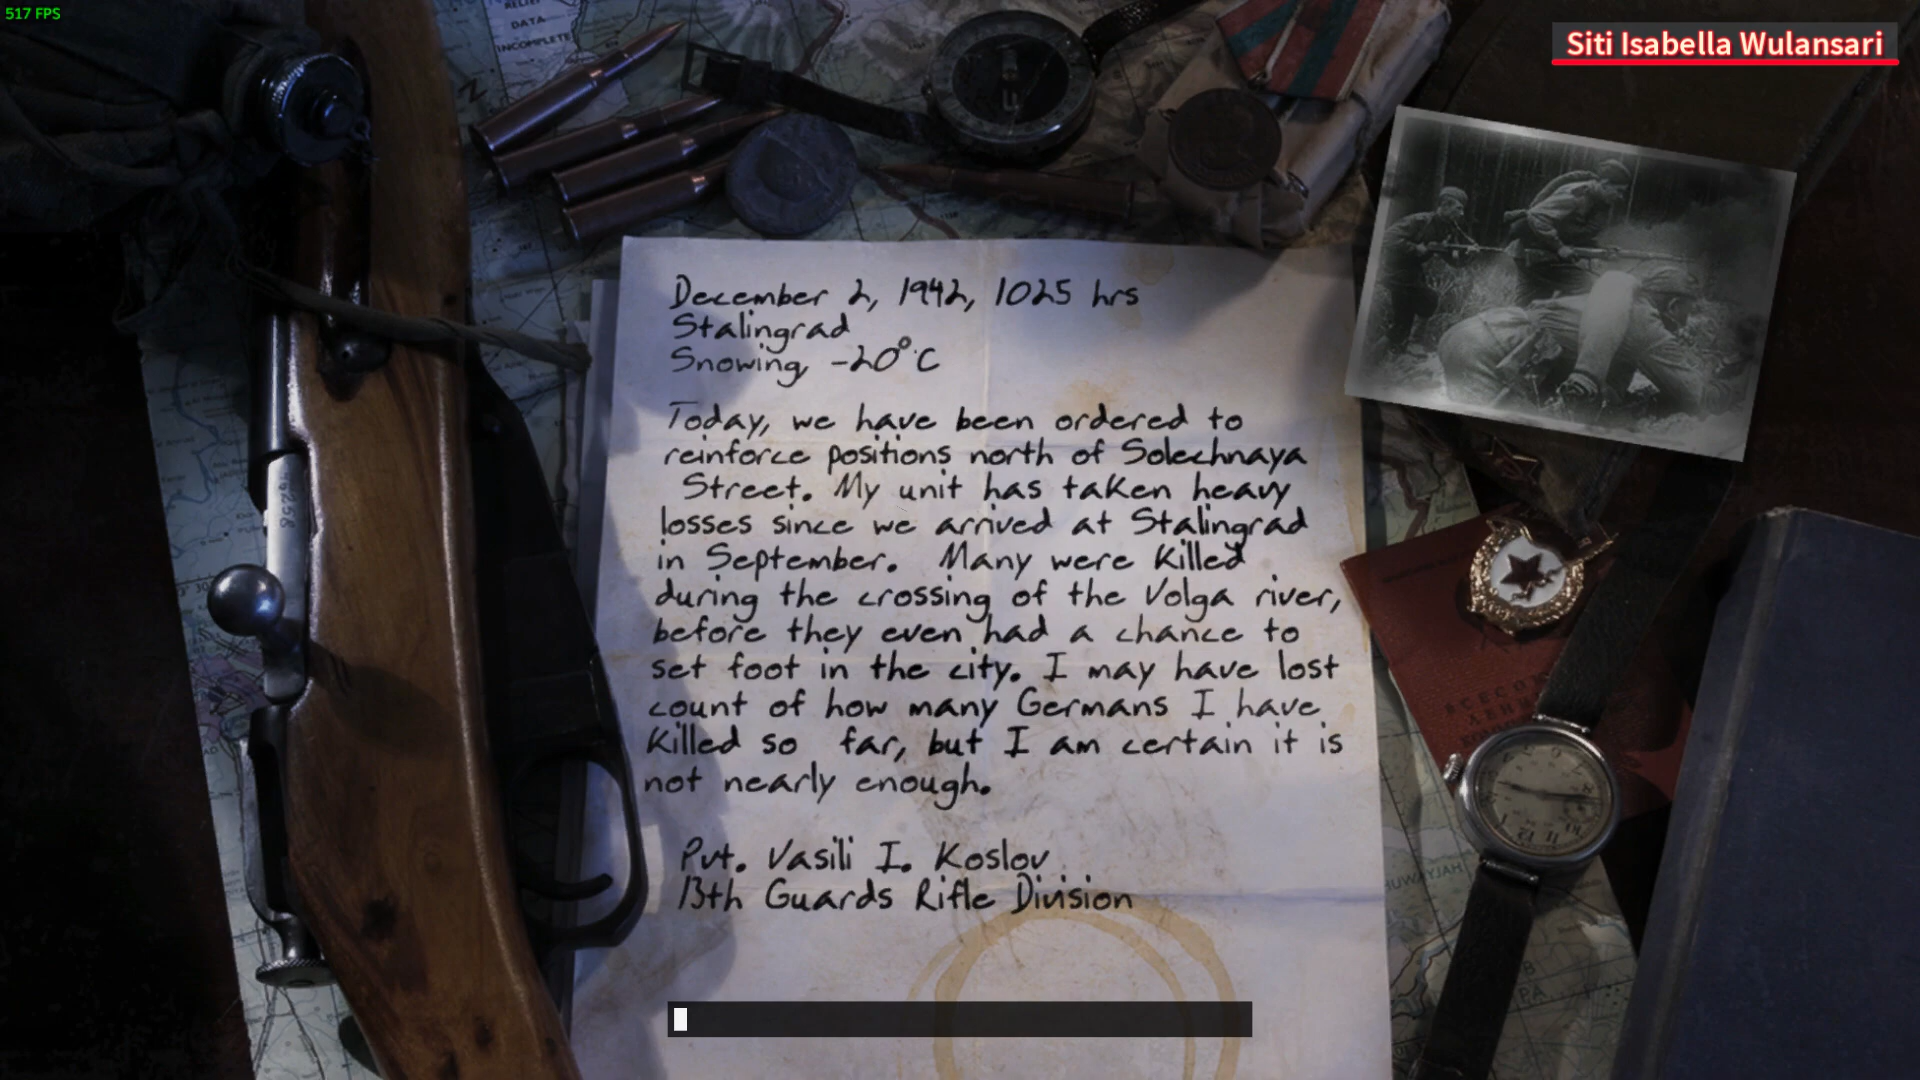 517 FPS
RELIEF
DATA
INCOMPLETE
Siti Isabella Wulansari
December 2, 1942, 1025 hrs
Stalingrad
Snowing, -20°C
Today, we have been ordered to
reinforce positions north of Solechnaya
Street. My unit has taken heavy
losses since we arrived at Stalingrad
in September. Many were killed
during the crossing of the Volga river,
before they even had a chance to
set foot in the city. I may have lost
count of how many Germans I have
killed so far, but I am certain it is
not nearly enough.
Pvt. Vasili I. Koslov
13th Guards Rifle Division